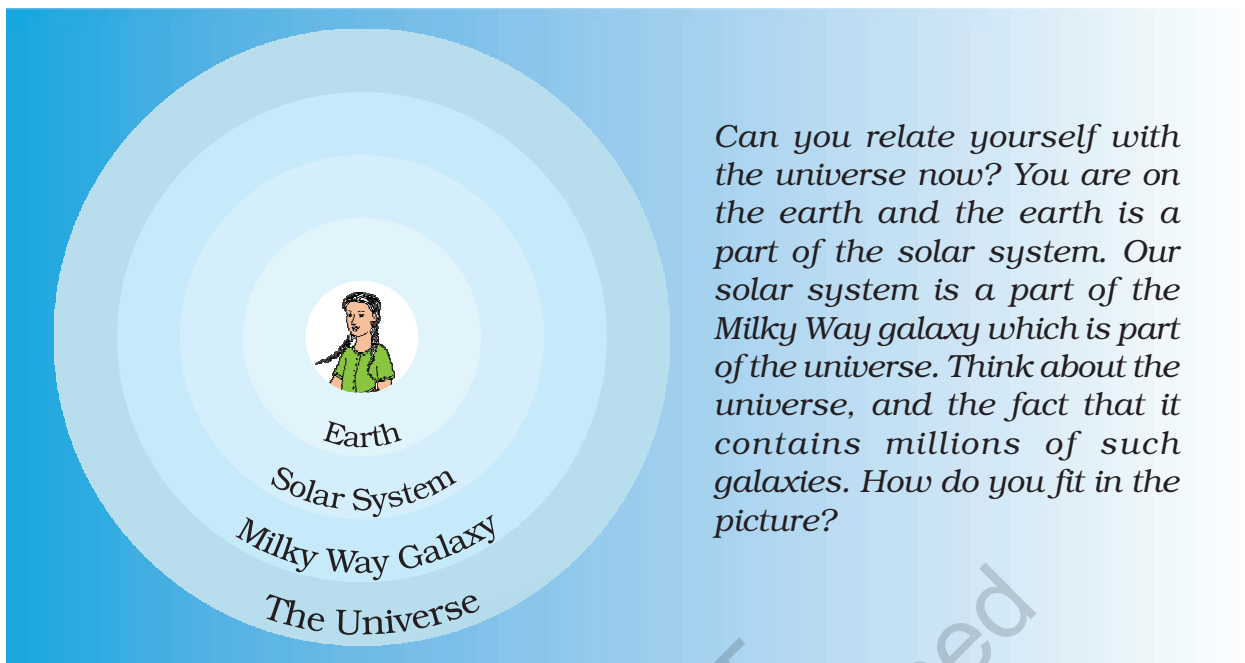 Earth
Solar System
Milky Way Galaxy
The Universe
Can you relate yourself with
the universe now? You are on
the earth and the earth is a
part of the solar system. Our
solar system is a part of the
Milky Way galaxy which is part
of the universe. Think about the
universe, and the fact that it
contains millions of such
galaxies. How do you fit in the
picture?